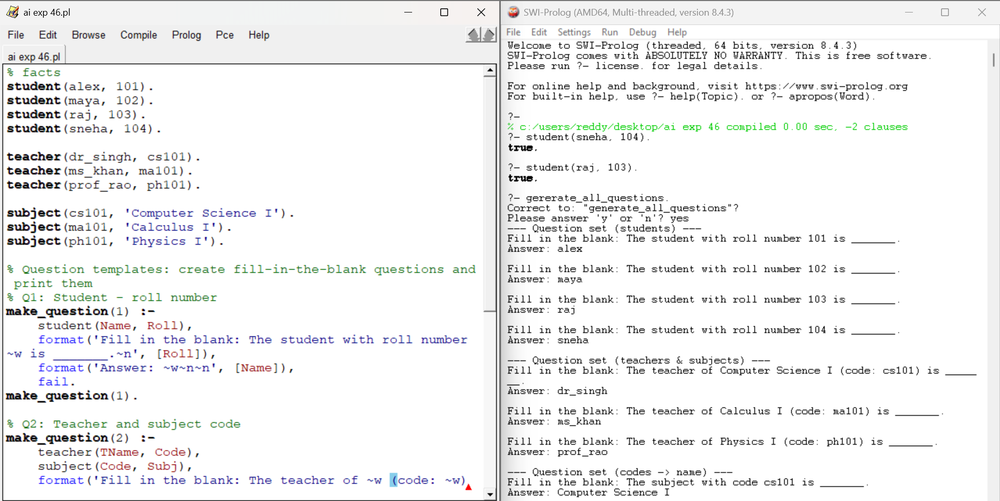 ai exp 46.pl
File Edit Browse Compile Prolog Pce Help
ai exp 46.pl
% facts
student(alex, 101).
student(maya, 102).
student(raj, 103).
student(sneha, 104).
teacher(dr_singh, cs101).
teacher(ms_khan, ma101).
teacher(prof_rao, ph101).
subject(cs101, 'Computer Science I').
subject(ma101, 'Calculus I').
subject(ph101, 'Physics I').
% Question templates: create fill-in-the-blank questions and
print them
% Q1: Student - roll number
make_question(1) :-
student(Name, Roll),
format('Fill in the blank: The student with roll number
~w is _______.~n', [Roll]),
format('Answer: ~w~n~n', [Name]),
fail.
make_question(1).
% Q2: Teacher and subject code
make_question(2) :-
teacher(TName, Code),
subject(Code, Subj),
format('Fill in the blank: The teacher of ~w (code: ~w)
SWI-Prolog (AMD64, Multi-threaded, version 8.4.3)
File Edit Settings Run Debug Help
Welcome to SWI-Prolog (threaded, 64 bits, version 8.4.3)
SWI-Prolog comes with ABSOLUTELY NO WARRANTY. This is free software.
Please run ?- license. for legal details.
For online help and background, visit https://www.swi-prolog.org
For built-in help, use ?- help(Topic). or ?- apropos(Word).
?-
% c:/users/reddy/desktop/ai exp 46 compiled 0.00 sec, -2 clauses
?- student(sneha, 104).
true.
?- student(raj, 103).
true.
?- gererate_all_questions.
Correct to: "generate_all_questions"?
Please answer 'y' or 'n'? yes
--- Question set (students) ---
Fill in the blank: The student with roll number 101 is _______.
Answer: alex
Fill in the blank: The student with roll number 102 is _______.
Answer: maya
Fill in the blank: The student with roll number 103 is _______.
Answer: raj
Fill in the blank: The student with roll number 104 is _______.
Answer: sneha
--- Question set (teachers & subjects) ---
Fill in the blank: The teacher of Computer Science I (code: cs101) is _____
__.
Answer: dr_singh
Fill in the blank: The teacher of Calculus I (code: ma101) is _______.
Answer: ms_khan
Fill in the blank: The teacher of Physics I (code: ph101) is _______.
Answer: prof_rao
--- Question set (codes -> name) ---
Fill in the blank: The subject with code cs101 is _______.
Answer: Computer Science I